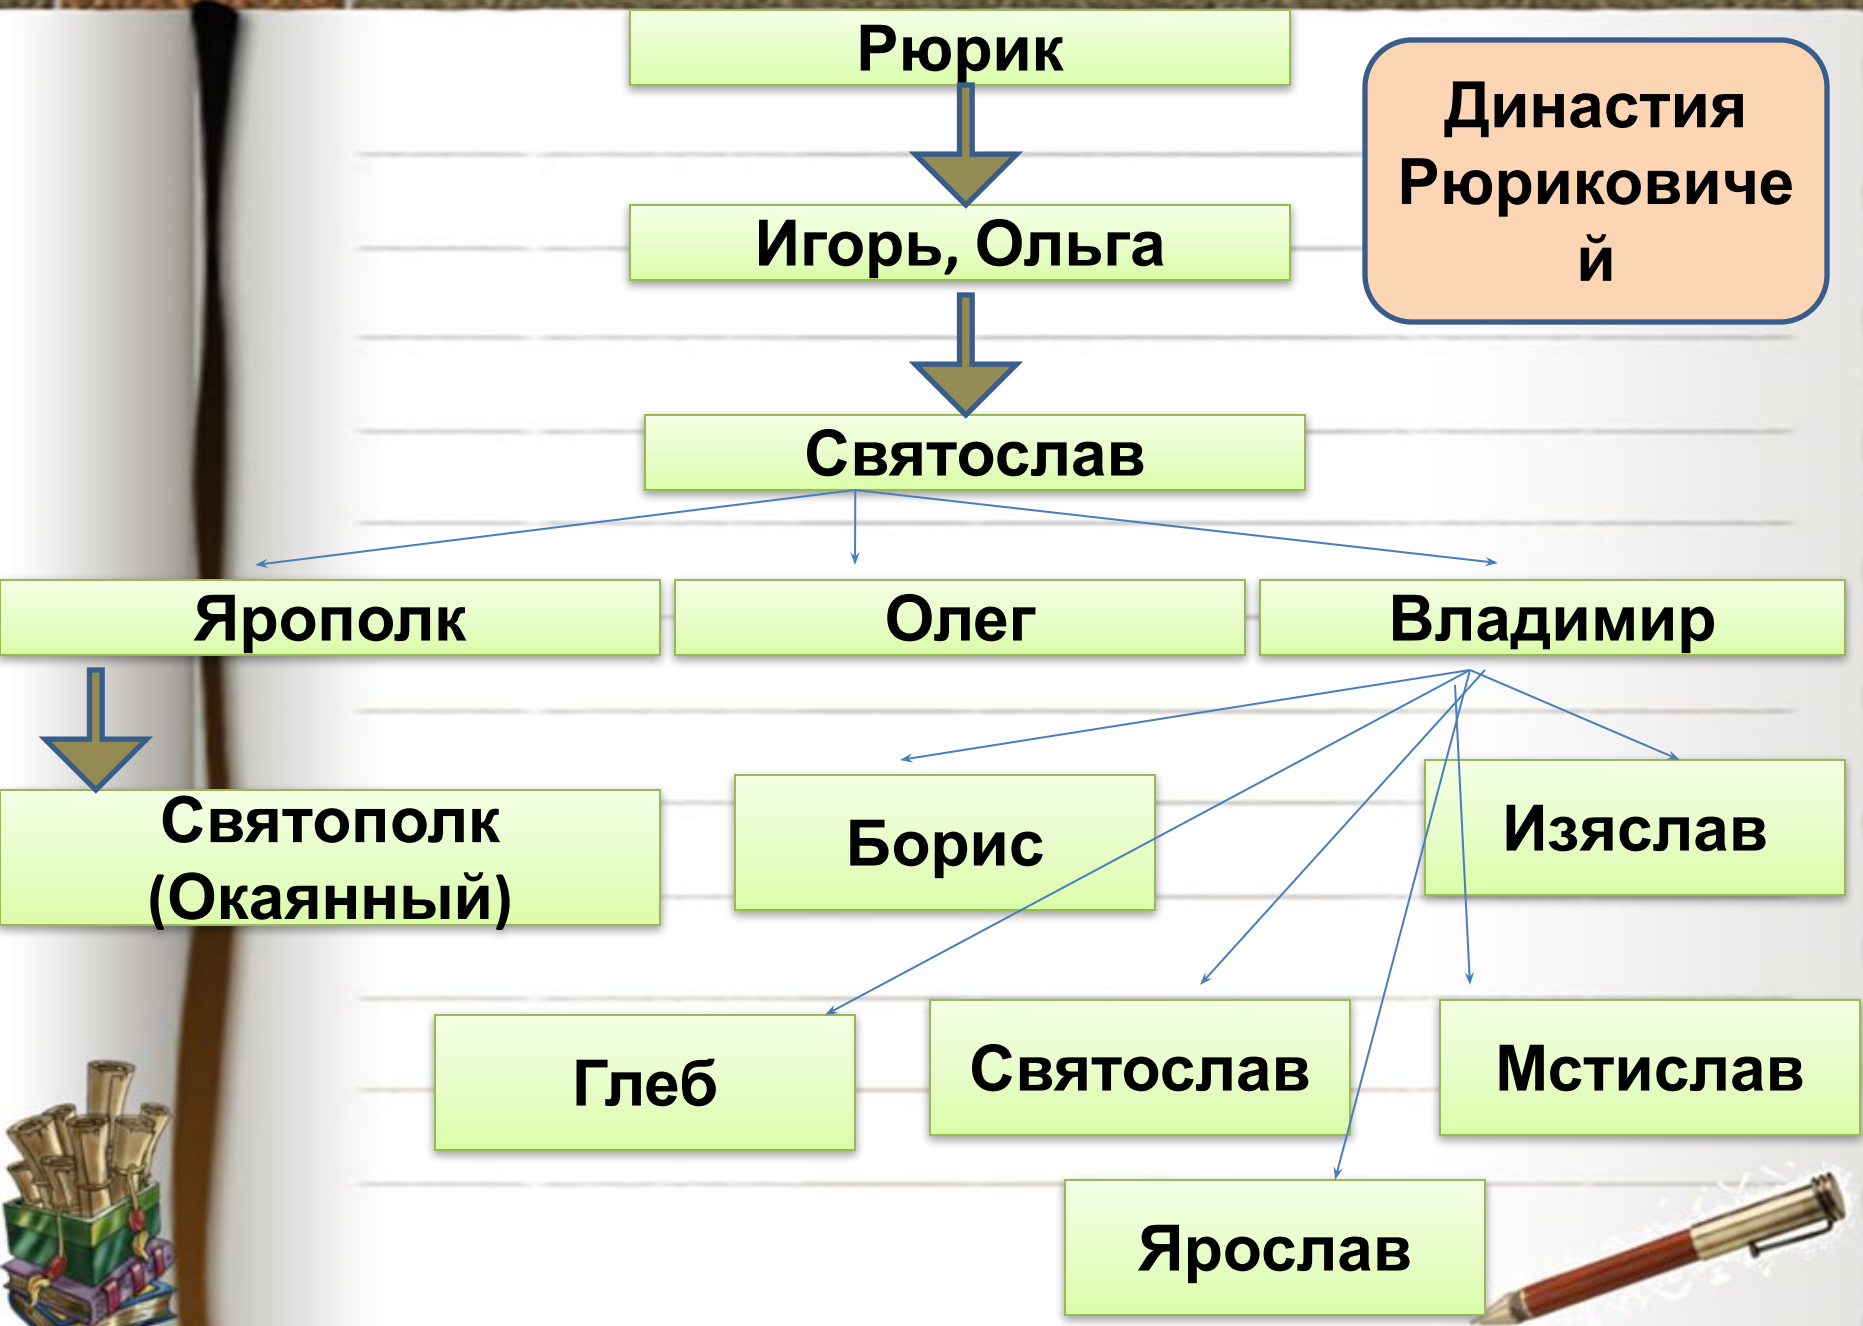 Рюрик
Династия
Рюриковиче
й
Игорь, Ольга
Святослав
Ярополк
Олег
Владимир
Святополк
(Окаянный)
Борис
Изяслав
Глеб
Святослав
Мстислав
Ярослав